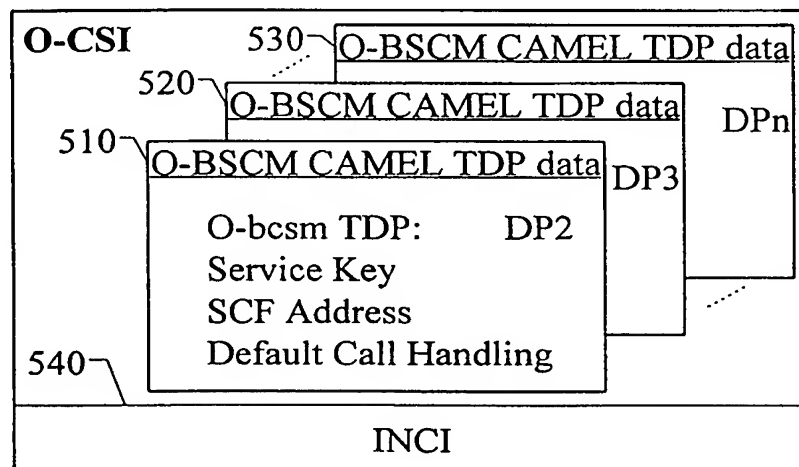 O-CSI
530
O-BSCM CAMEL TDP data
520
O-BSCM CAMEL TDP data
DPn
510
O-BSCM CAMEL TDP data
DP3
O-bcsm TDP: DP2
Service Key
SCF Address
Default Call Handling
540
INCI